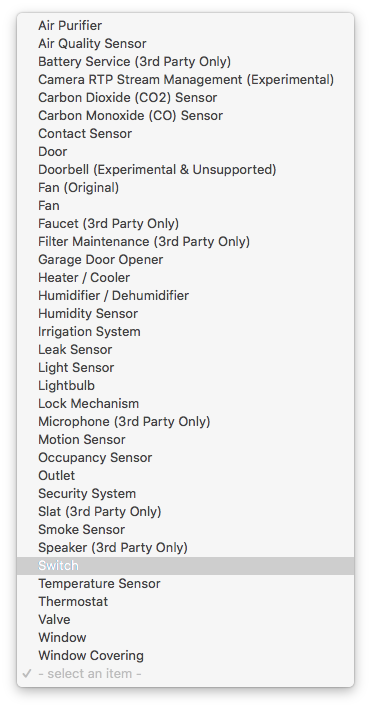 Air Purifier
Air Quality Sensor
Battery Service (3rd Party Only)
Camera RTP Stream Management (Experimental)
Carbon Dioxide (CO2) Sensor
Carbon Monoxide (CO) Sensor
Contact Sensor
Door
Doorbell (Experimental & Unsupported)
Fan (Original)
Fan
Faucet (3rd Party Only)
Filter Maintenance (3rd Party Only)
Garage Door Opener
Heater / Cooler
Humidifier / Dehumidifier
Humidity Sensor
Irrigation System
Leak Sensor
Light Sensor
Lightbulb
Lock Mechanism
Microphone (3rd Party Only)
Motion Sensor
Occupancy Sensor
Outlet
Security System
Slat (3rd Party Only)
Smoke Sensor
Speaker (3rd Party Only)
Switch
Temperature Sensor
Thermostat
Valve
Window
Window Covering
✓ - select an item -